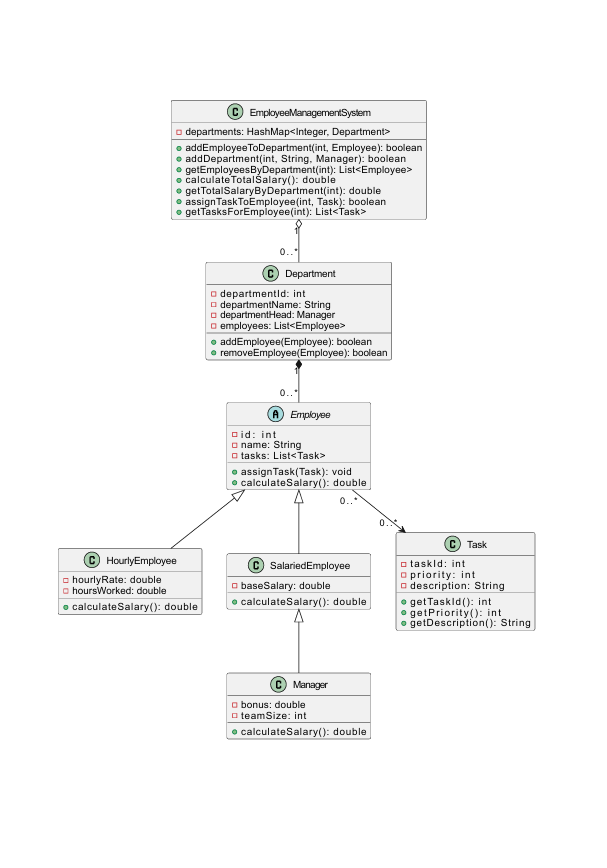 C EmployeeManagementSystem
departments: HashMap<Integer, Department>
addEmployeeToDepartment(int, Employee): boolean
addDepartment(int, String, Manager): boolean
getEmployeesByDepartment(int): List<Employee>
calculateTotalSalary(): double
getTotalSalaryByDepartment(int): double
assignTaskToEmployee(int, Task): boolean
getTasksForEmployee(int): List<Task>
1
0..*
C Department
departmentId: int
departmentName: String
departmentHead: Manager
employees: List<Employee>
addEmployee(Employee): boolean
removeEmployee(Employee): boolean
1
0..*
A Employee
id: int
name: String
tasks: List<Task>
assignTask(Task): void
calculateSalary(): double
0..*
0..*
C HourlyEmployee
hourlyRate: double
hoursWorked: double
calculateSalary(): double
C SalariedEmployee
baseSalary: double
calculateSalary(): double
C Task
taskId: int
priority: int
description: String
getTaskId(): int
getPriority(): int
getDescription(): String
C Manager
bonus: double
teamSize: int
calculateSalary(): double